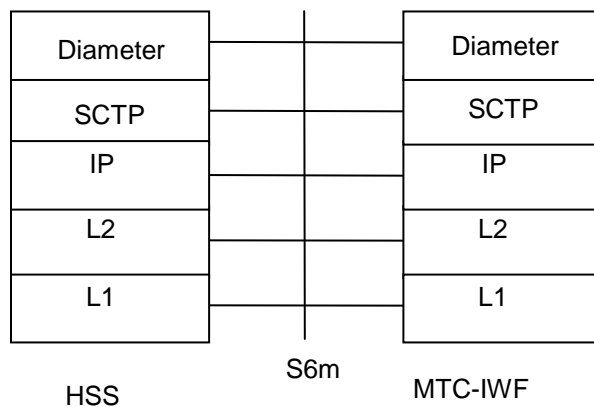 Diameter
SCTP
IP
L2
L1
HSS
S6m
Diameter
SCTP
IP
L2
L1
MTC-IWF